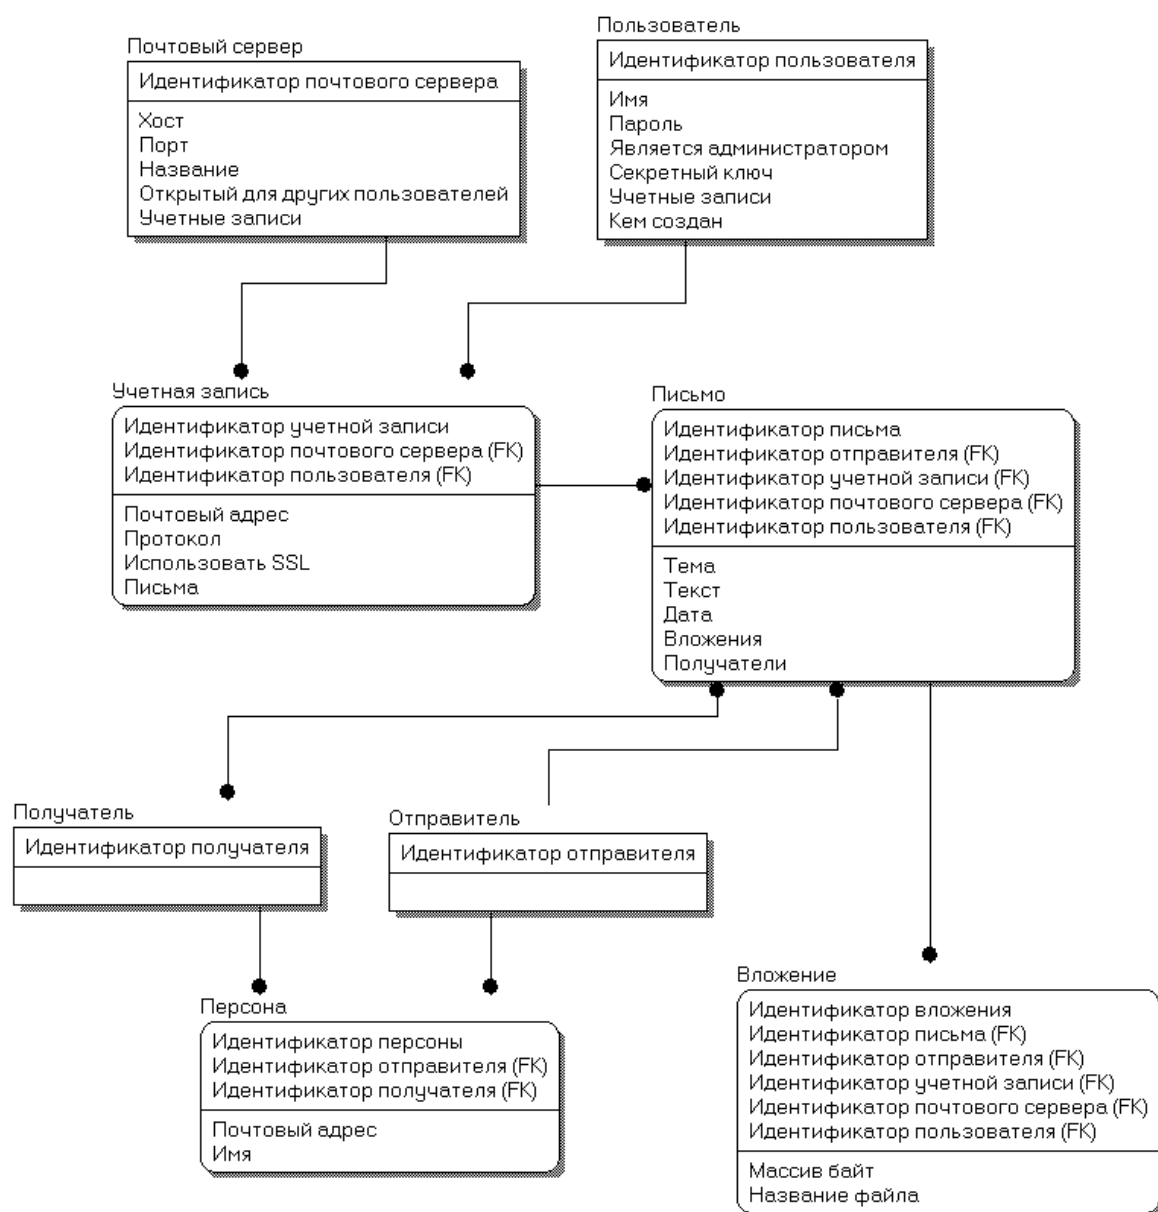 Почтовый сервер
Идентификатор почтового сервера
Хост
Порт
Название
Открытый для других пользователей
Учетные записи
Пользователь
Идентификатор пользователя
Имя
Пароль
Является администратором
Секретный ключ
Учетные записи
Кем создан
Учетная запись
Идентификатор учетной записи
Идентификатор почтового сервера (FK)
Идентификатор пользователя (FK)
Почтовый адрес
Протокол
Использовать SSL
Письма
Письмо
Идентификатор письма
Идентификатор отправителя (FK)
Идентификатор учетной записи (FK)
Идентификатор почтового сервера (FK)
Идентификатор пользователя (FK)
Тема
Текст
Дата
Вложения
Получатели
Получатель
Идентификатор получателя
Отправитель
Идентификатор отправителя
Персона
Идентификатор персоны
Идентификатор отправителя (FK)
Идентификатор получателя (FK)
Почтовый адрес
Имя
Вложение
Идентификатор вложения
Идентификатор письма (FK)
Идентификатор отправителя (FK)
Идентификатор учетной записи (FK)
Идентификатор почтового сервера (FK)
Идентификатор пользователя (FK)
Массив байт
Название файла